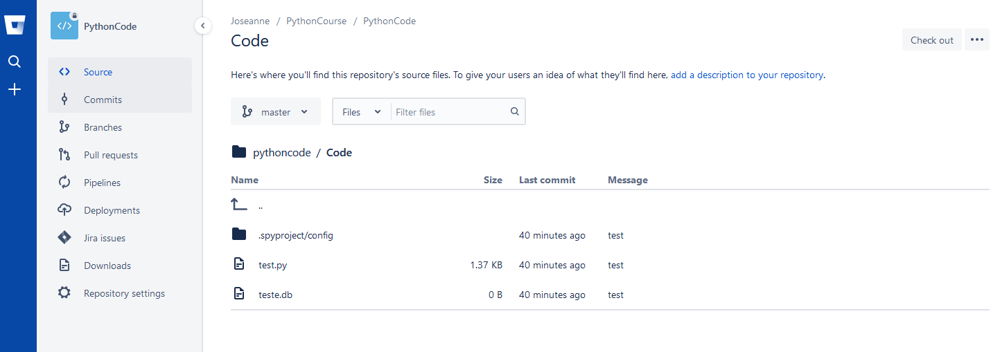 PythonCode
Source
Commits
Branches
Pull requests
Pipelines
Deployments
Jira issues
Downloads
Repository settings
Joseanne / PythonCourse / PythonCode
Code
Check out
Here's where you'll find this repository's source files. To give your users an idea of what they'll find here, add a description to your repository.
master Files Filter files
pythoncode / Code
Name Size Last commit Message
..
.spyproject/config 40 minutes ago test
test.py 1.37 KB 40 minutes ago test
teste.db 0 B 40 minutes ago test